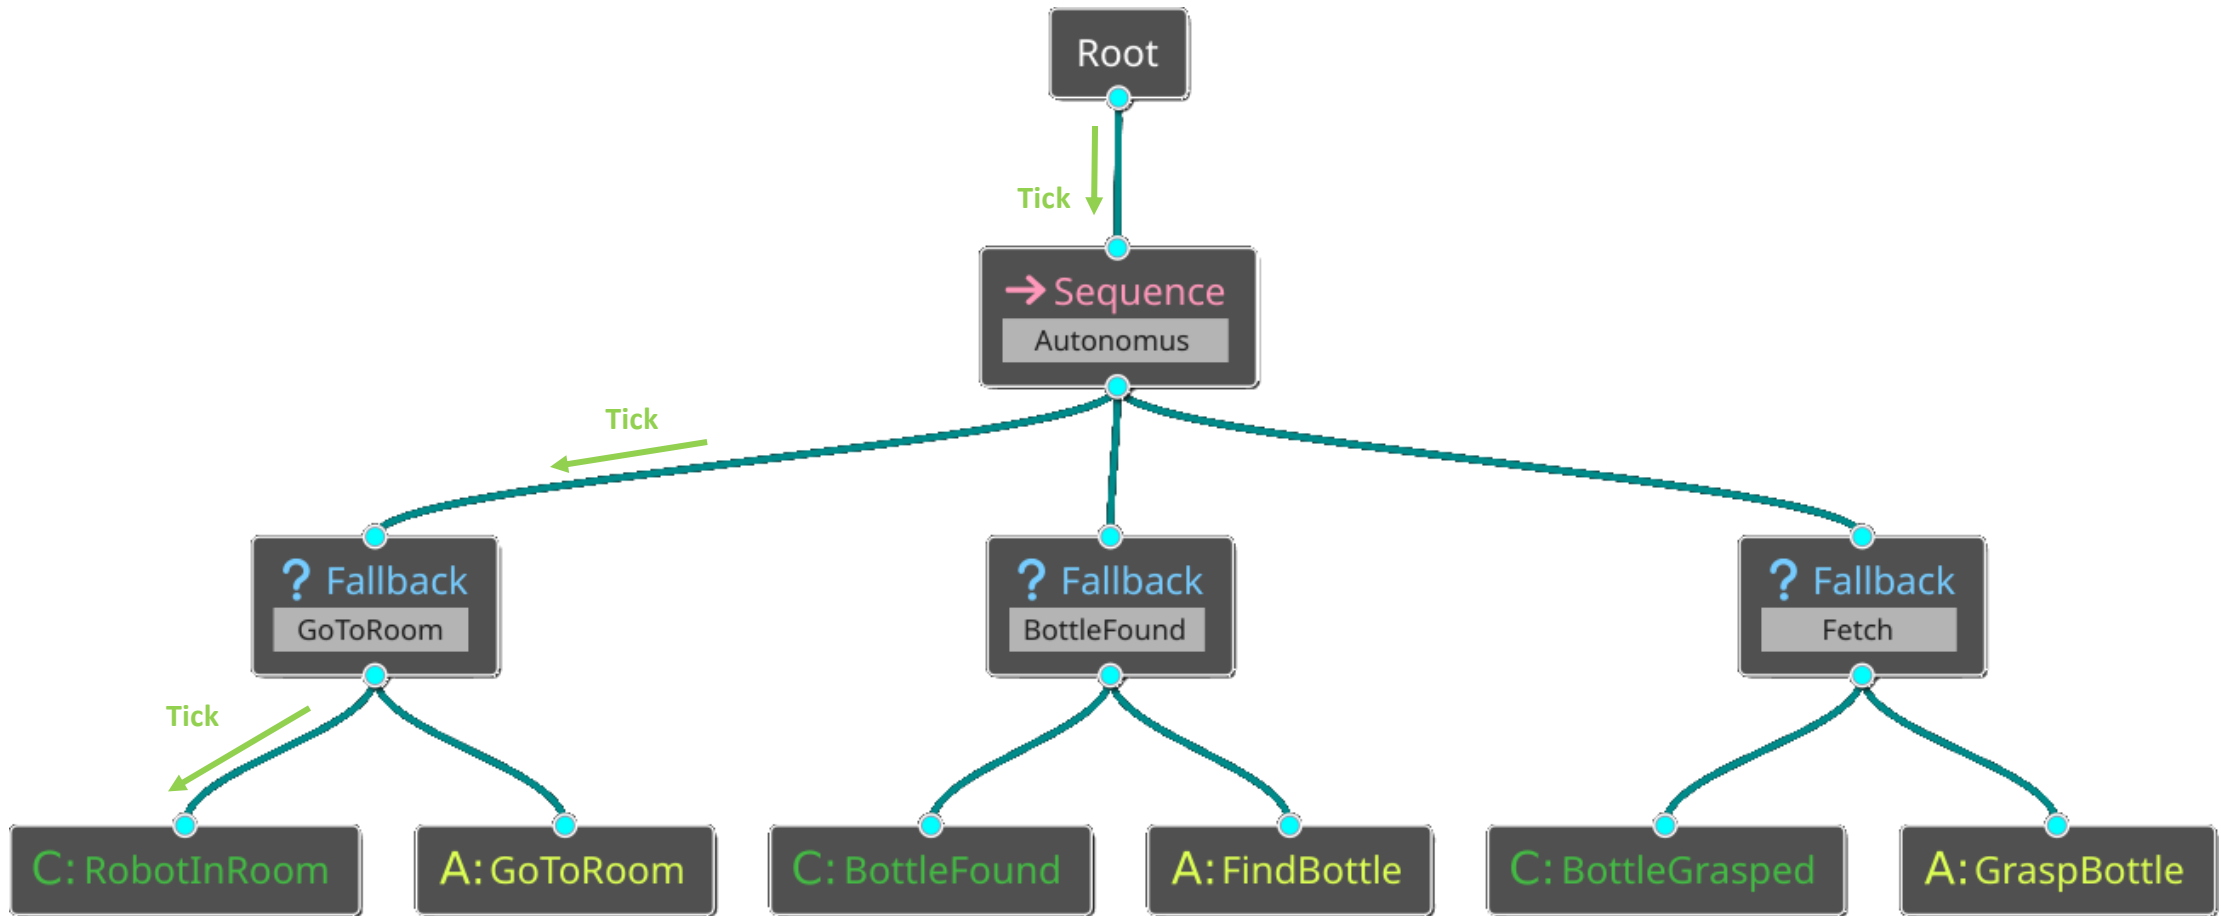 Root
Tick
→ Sequence
Autonomus
Tick
? Fallback
GoToRoom
? Fallback
BottleFound
? Fallback
Fetch
Tick
C: RobotInRoom
A: GoToRoom
C: BottleFound
A: FindBottle
C: BottleGrasped
A: GraspBottle